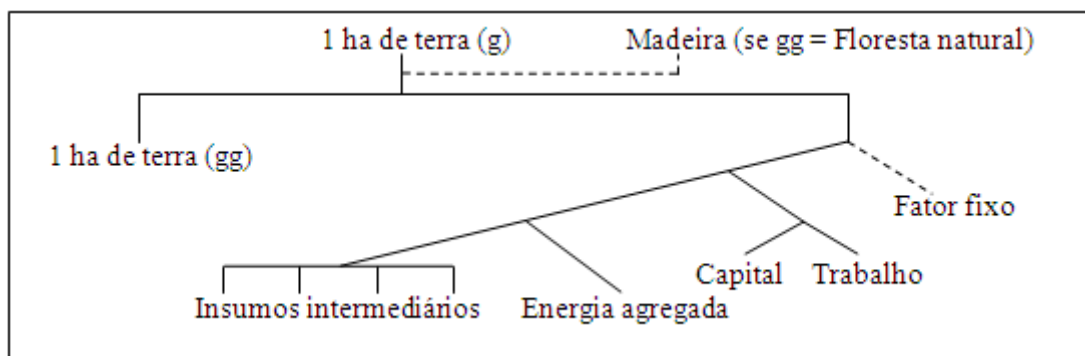 1 ha de terra (g)
Madeira (se gg = Floresta natural)
1 ha de terra (gg)
Fator fixo
Capital
Trabalho
Insumos intermediários
Energia agregada